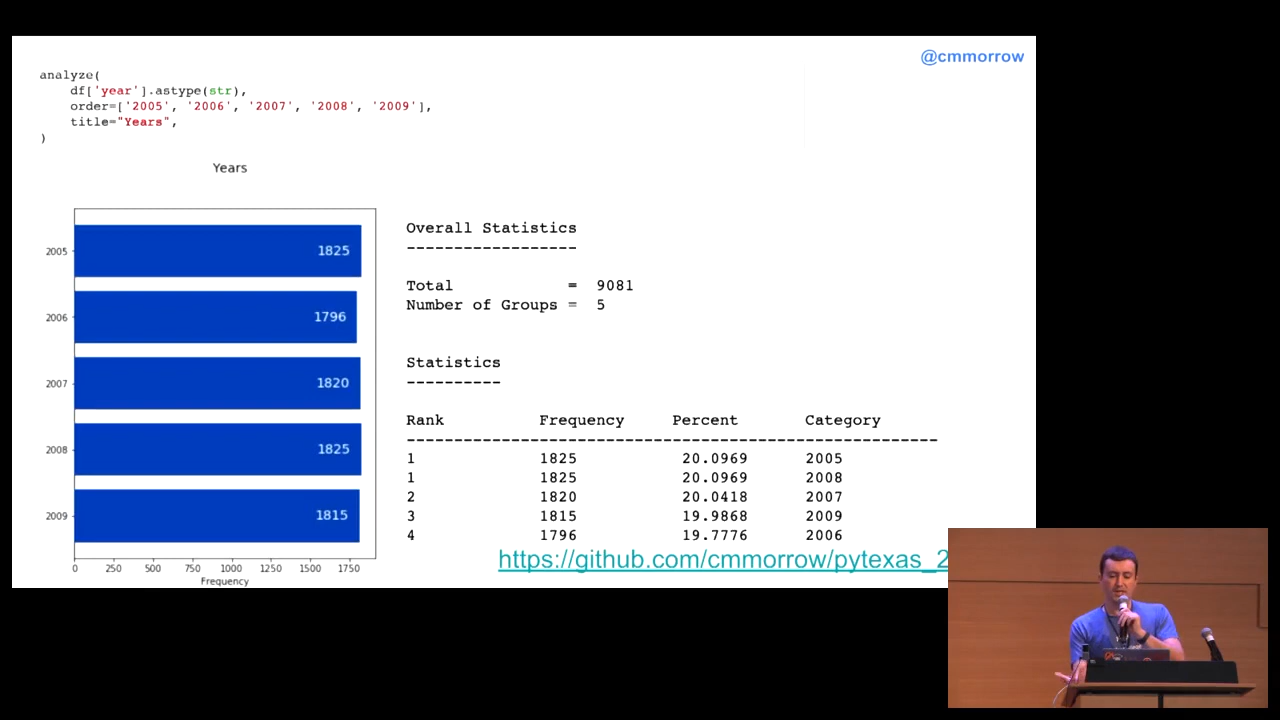 @cmmorrow
analyze(
df['year'].astype(str),
order=['2005', '2006', '2007', '2008', '2009'],
title="Years",
)
Years
2005 1825
2006 1796
2007 1820
2008 1825
2009 1815
0 250 500 750 1000 1250 1500 1750
Frequency
Overall Statistics
------------------
Total = 9081
Number of Groups = 5
Statistics
----------
Rank Frequency Percent Category
--------------------------------------------------------
1 1825 20.0969 2005
1 1825 20.0969 2008
2 1820 20.0418 2007
3 1815 19.9868 2009
4 1796 19.7776 2006
https://github.com/cmmorrow/pytexas_2